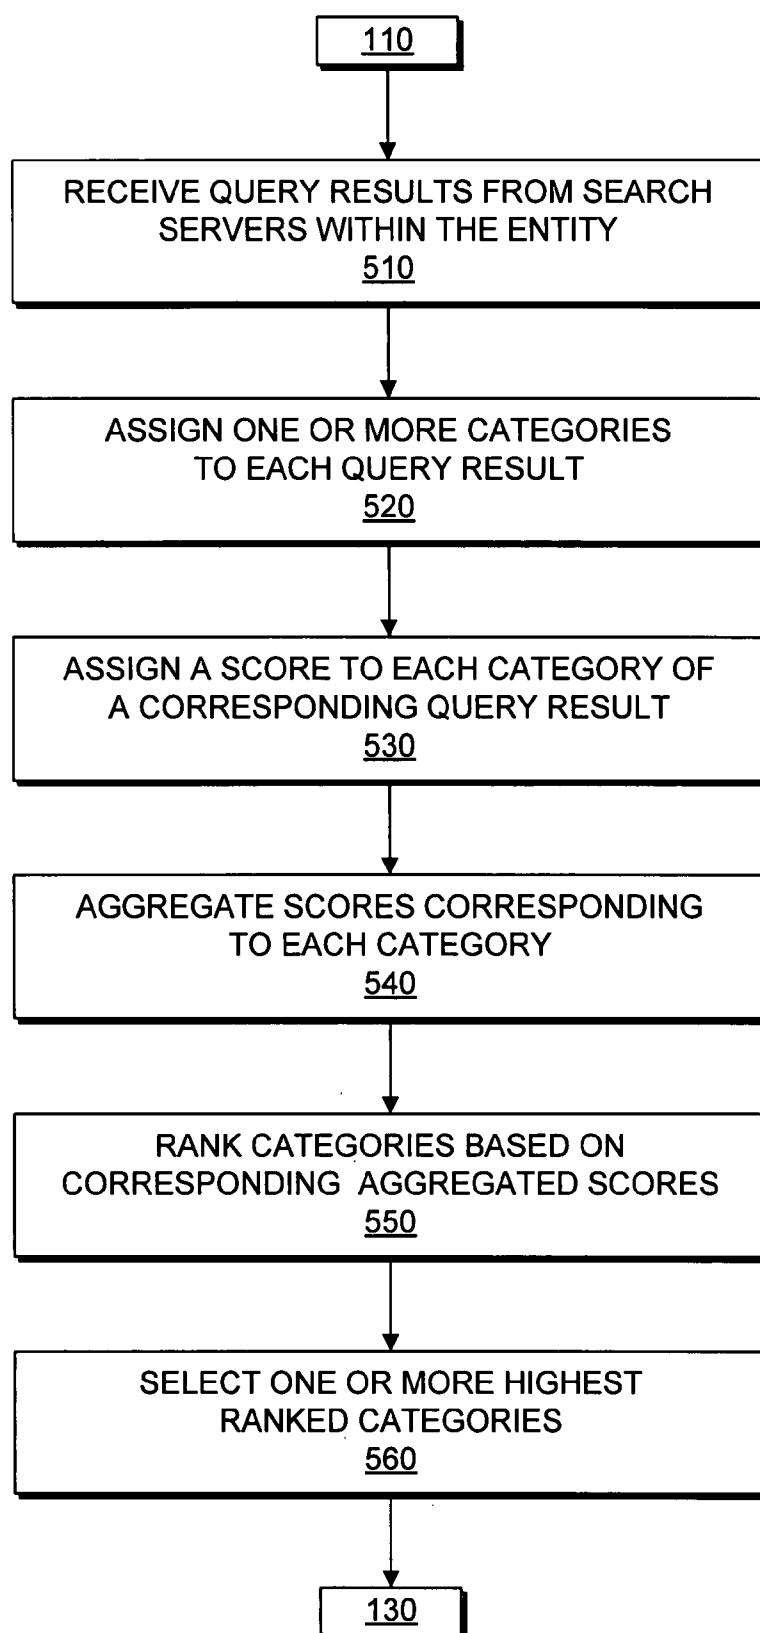 110
RECEIVE QUERY RESULTS FROM SEARCH
SERVERS WITHIN THE ENTITY
510
ASSIGN ONE OR MORE CATEGORIES
TO EACH QUERY RESULT
520
ASSIGN A SCORE TO EACH CATEGORY OF
A CORRESPONDING QUERY RESULT
530
AGGREGATE SCORES CORRESPONDING
TO EACH CATEGORY
540
RANK CATEGORIES BASED ON
CORRESPONDING AGGREGATED SCORES
550
SELECT ONE OR MORE HIGHEST
RANKED CATEGORIES
560
130